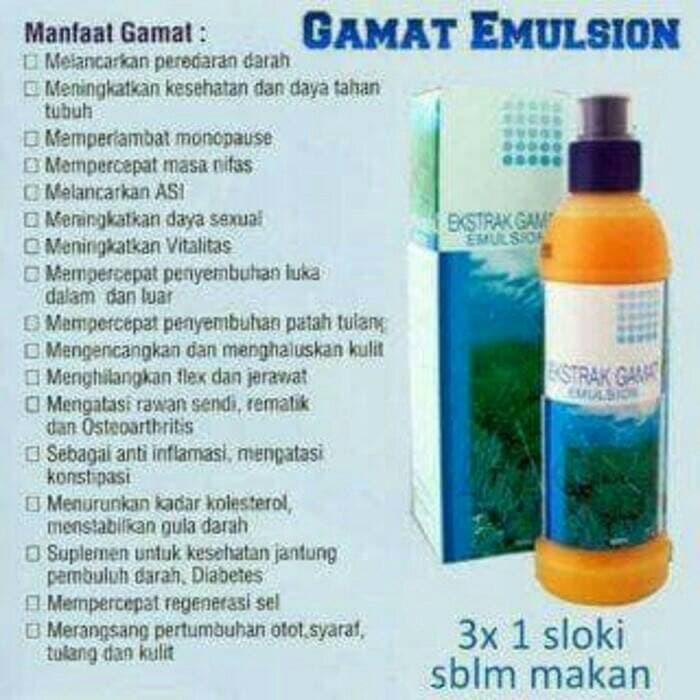 Manfaat Gamat :
GAMAT EMULSION
☐ Melancarkan peredaran darah
☐ Meningkatkan kesehatan dan daya tahan
tubuh
☐ Memperlambat monopause
☐ Mempercepat masa nifas
☐ Melancarkan ASI
☐ Meningkatkan daya sexual
☐ Meningkatkan Vitalitas
☐ Mempercepat penyembuhan luka
dalam dan luar
☐ Mempercepat penyembuhan patah tulang
☐ Mengencangkan dan menghaluskan kulit
☐ Menghilangkan flex dan jerawat
☐ Mengatasi rawan sendi, rematik
dan Osteoarthritis
☐ Sebagai anti inflamasi, mengatasi
konstipasi
☐ Menurunkan kadar kolesterol,
menstabilkan gula darah
☐ Suplemen untuk kesehatan jantung
pembuluh darah, Diabetes
☐ Mempercepat regenerasi sel
☐ Merangsang pertumbuhan otot,syaraf,
tulang dan kulit
EKSTRAK GAMAT
EMULSION
EKSTRAK GAMAT
EMULSION
3x 1 sloki
sblm makan